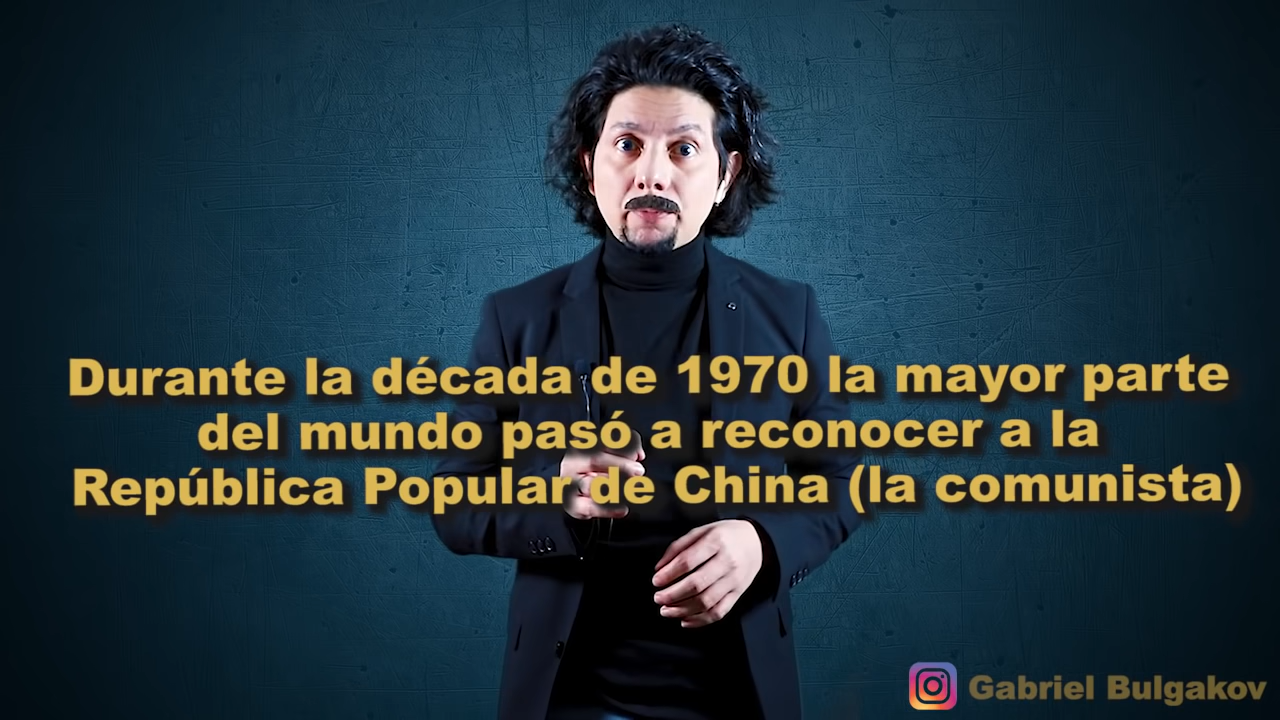 Durante la década de 1970 la mayor parte
del mundo pasó a reconocer a la
República Popular de China (la comunista)
Gabriel Bulgakov